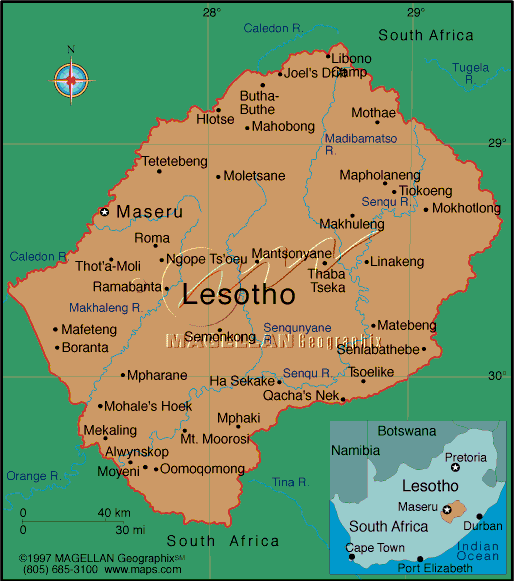 28°
29°
Caledon R.
South Africa
N
Libono
Camp
Joel's Drift
Tugela
R.
Butha-
Buthe
Hlotse
Mahobong
Mothae
Madibamatso
R.
29°
Tetetebeng
Moletsane
Mapholaneng
Tiokoeng
Senqu R.
Mokhotlong
Maseru
Makhuleng
Roma
Caledon R.
Thot'a-Moli
Ngope Ts'oeu
Mantsonyane
Linakeng
Thaba
Tseka
Ramabanta
Lesotho
Makhaleng R.
Mafeteng
Boranta
Semonkong
Senqunyane
R.
Matebeng
MAGELLAN Geographix
Sehlabathebe
30°
Mpharane
Ha Sekake
Senqu R.
Tsoelike
Qacha's Nek
Mohale's Hoek
Mphaki
Mekaling
Mt. Moorosi
Alwynskop
Moyeni
Oomoqomong
Orange R.
Tina R.
0
40 km
0
30 mi
South Africa
©1997 MAGELLAN Geographix℠
(805) 685-3100 www.maps.com
Botswana
Namibia
Pretoria
Lesotho
Maseru
South Africa
Durban
Cape Town
Indian
Ocean
Port Elizabeth